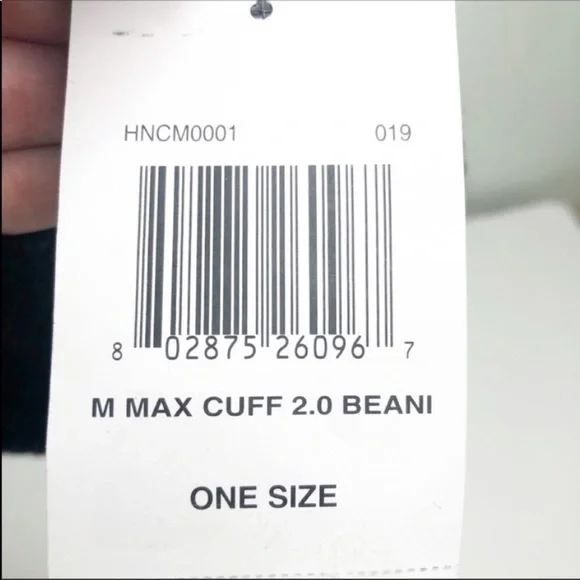 HNCM0001 019
8 02875 26096 7
M MAX CUFF 2.0 BEANI
ONE SIZE